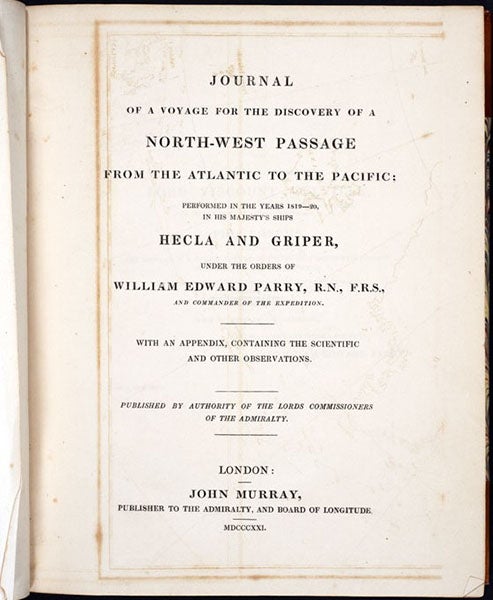 JOURNAL
OF A VOYAGE FOR THE DISCOVERY OF A
NORTH-WEST PASSAGE
FROM THE ATLANTIC TO THE PACIFIC;
PERFORMED IN THE YEARS 1819—20,
IN HIS MAJESTY'S SHIPS
HECLA AND GRIPER,
UNDER THE ORDERS OF
WILLIAM EDWARD PARRY, R.N., F.R.S.,
AND COMMANDER OF THE EXPEDITION.
WITH AN APPENDIX, CONTAINING THE SCIENTIFIC
AND OTHER OBSERVATIONS.
PUBLISHED BY AUTHORITY OF THE LORDS COMMISSIONERS
OF THE ADMIRALTY.
LONDON:
JOHN MURRAY,
PUBLISHER TO THE ADMIRALTY, AND BOARD OF LONGITUDE.
MDCCCXXI.